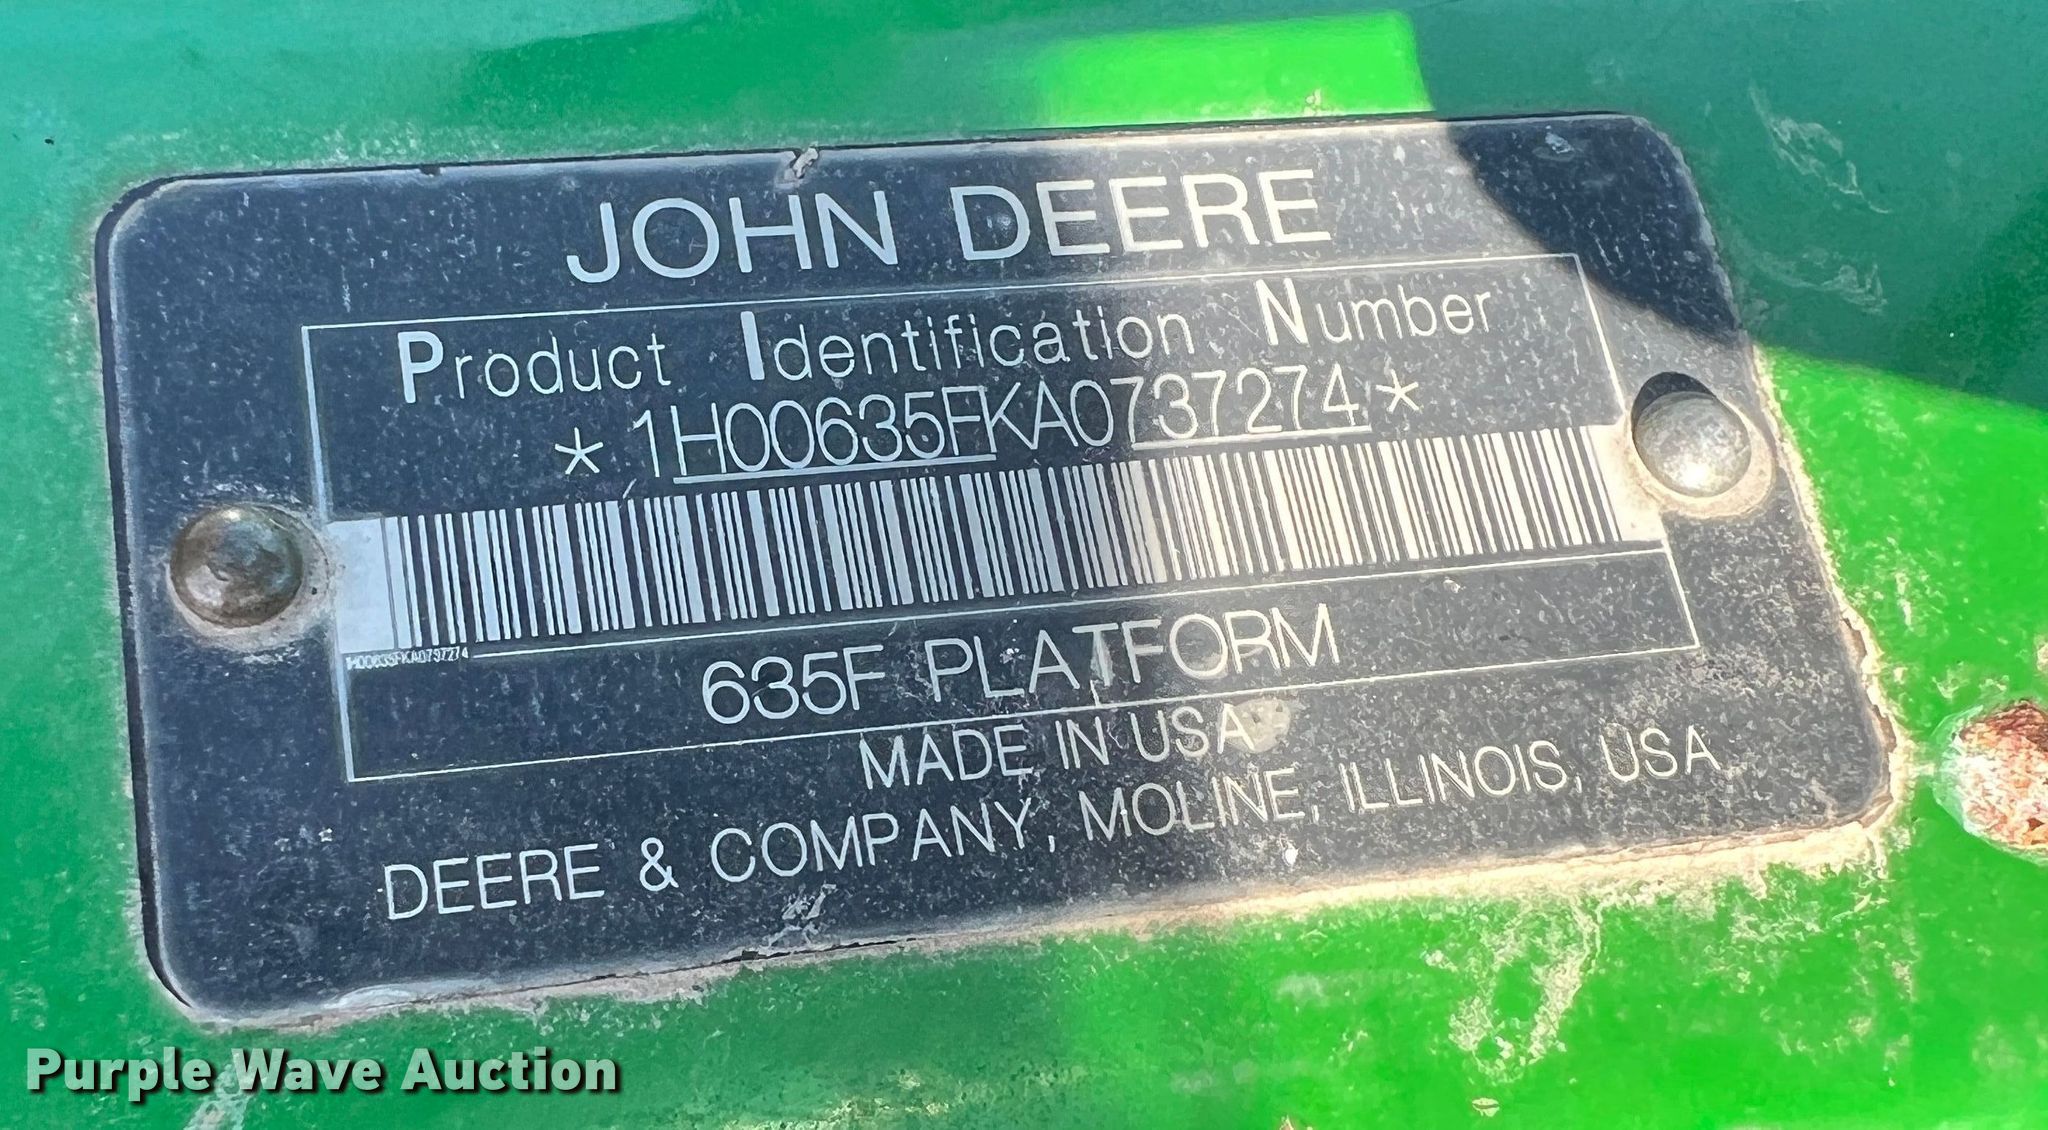 JOHN DEERE
Product Identification Number
*1H00635FKA0737274*
1H00635FKA0737274
635F PLATFORM
MADE IN USA
DEERE & COMPANY, MOLINE, ILLINOIS, USA
Purple Wave Auction